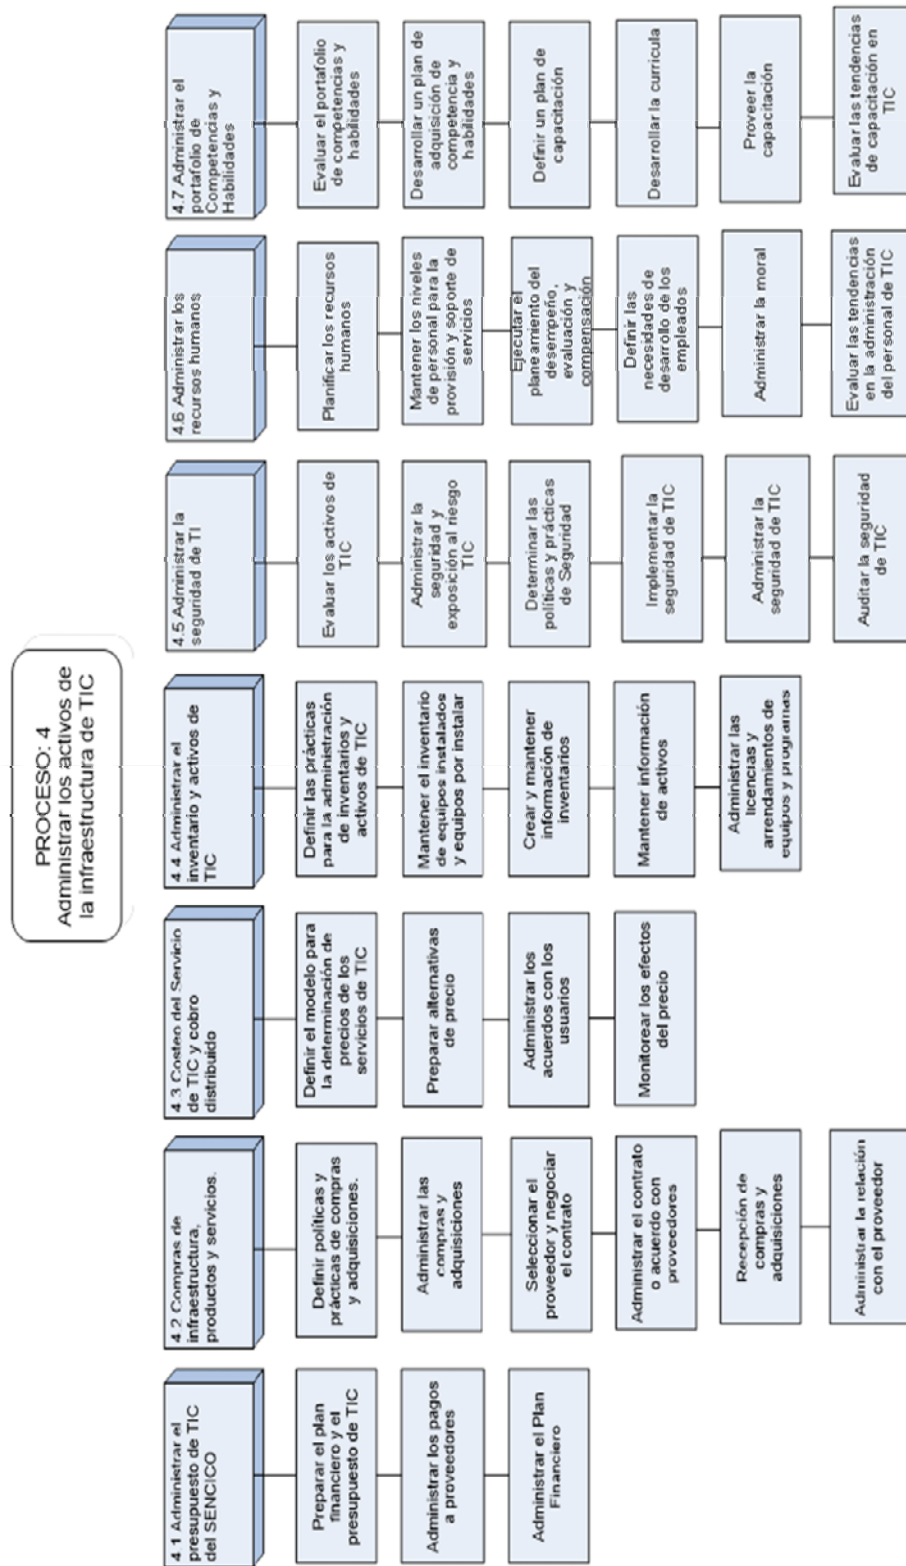 PROCESO: 4
Administrar los activos de
la infraestructura de TIC
4.1 Administrar el
presupuesto de TIC
del SENCICO
Preparar el plan
financiero y el
presupuesto de TIC
Administrar los pagos
a proveedores
Administrar el Plan
Financiero
4.2 Compras de
infraestructura,
productos y servicios.
Definir políticas y
prácticas de compras
y adquisiciones.
Administrar las
compras y
adquisiciones
Seleccionar el
proveedor y negociar
el contrato
Administrar el contrato
o acuerdo con
proveedores
Recepción de
compras y
adquisiciones
Administrar la relación
con el proveedor
4.3 Costeo del Servicio
de TIC y cobro
distribuido
Definir el modelo para
la determinación de
precios de los
servicios de TIC
Preparar alternativas
de precio
Administrar los
acuerdos con los
usuarios
Monitorear los efectos
del precio
4.4 Administrar el
inventario y activos de
TIC
Definir las prácticas
para la administración
de inventarios y
activos de TIC
Mantener el inventario
de equipos instalados
y equipos por instalar
Crear y mantener
información de
inventarios
Mantener información
de activos
Administrar las
licencias y
arrendamientos de
equipos y programas
4.5 Administrar la
seguridad de TI
Evaluar los activos de
TIC
Administrar la
seguridad y
exposición al riesgo
TIC
Determinar las
políticas y prácticas
de Seguridad
Implementar la
seguridad de TIC
Administrar la
seguridad de TIC
Auditar la seguridad
de TIC
4.6 Administrar los
recursos humanos
Planificar los recursos
humanos
Mantener los niveles
de personal para la
provisión y soporte de
servicios
Ejecutar el
planeamiento del
desempeño,
evaluación y
compensación
Definir las
necesidades de
desarrollo de los
empleados
Administrar la moral
Evaluar las tendencias
en la administración
del personal de TIC
4.7 Administrar el
portafolio de
Competencias y
Habilidades
Evaluar el portafolio
de competencias y
habilidades
Desarrollar un plan de
adquisición de
competencia y
habilidades
Definir un plan de
capacitación
Desarrollar la curricula
Proveer la
capacitación
Evaluar las tendencias
de capacitación en
TIC